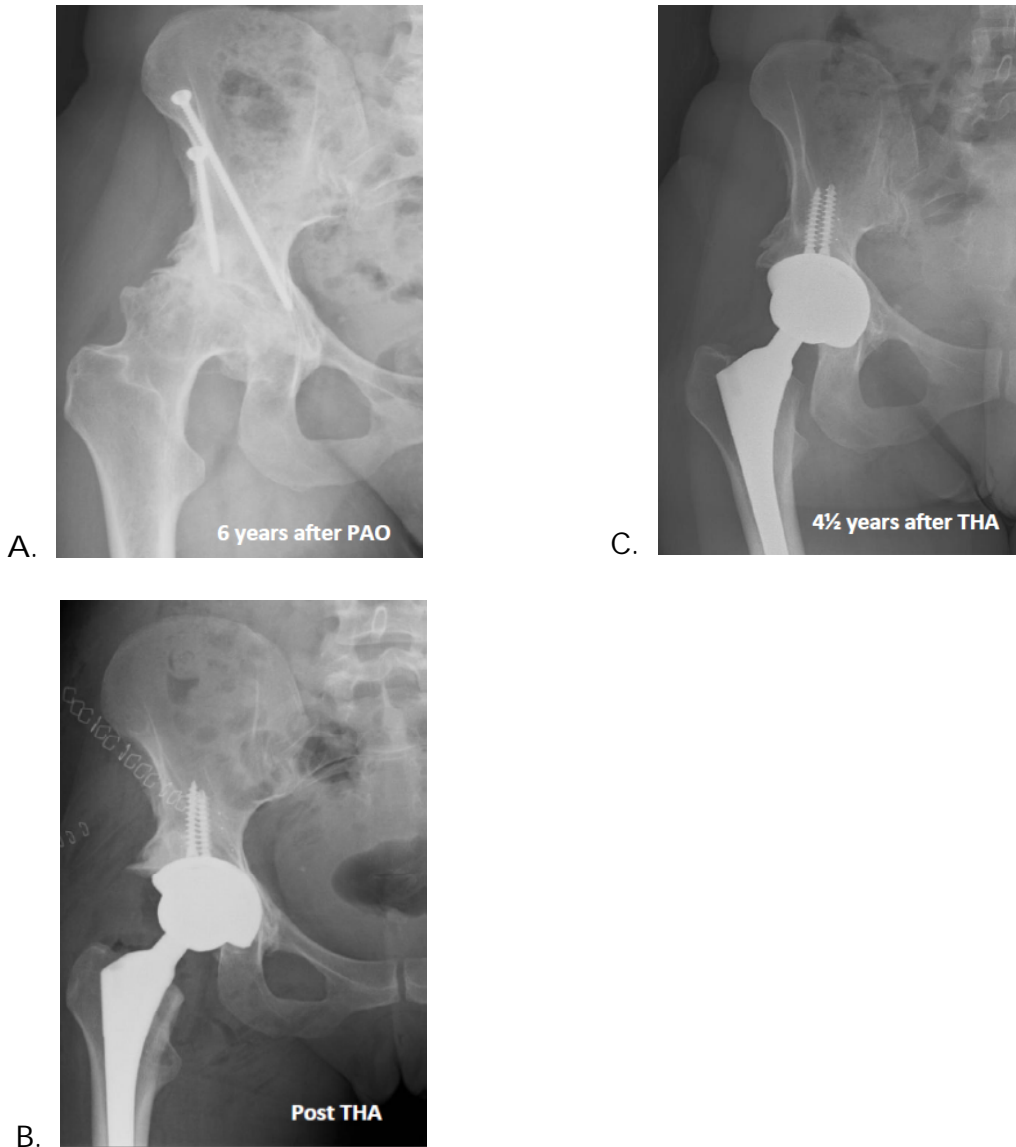 6 years after PAO
A.
4½ years after THA
C.
Post THA
B.